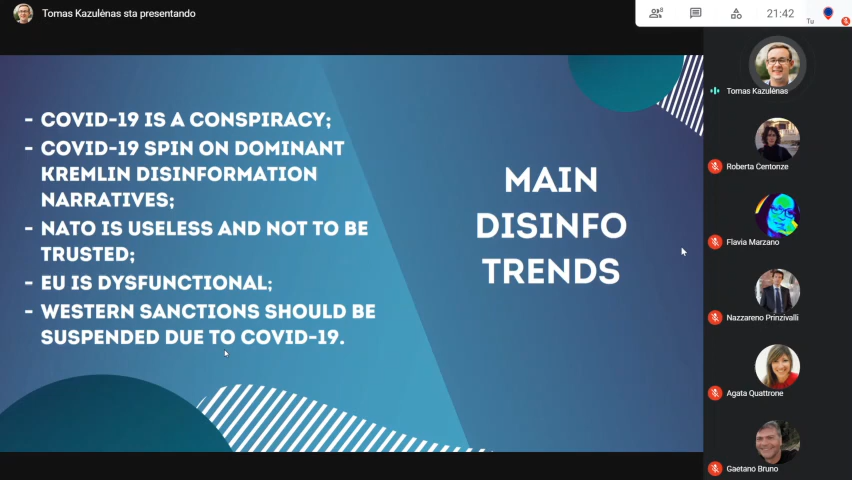 Tomas Kazulėnas sta presentando
8
21:42
Tu
- COVID-19 IS A CONSPIRACY;
- COVID-19 SPIN ON DOMINANT
KREMLIN DISINFORMATION
NARRATIVES;
- NATO IS USELESS AND NOT TO BE
TRUSTED;
- EU IS DYSFUNCTIONAL;
- WESTERN SANCTIONS SHOULD BE
SUSPENDED DUE TO COVID-19.
MAIN
DISINFO
TRENDS
Tomas Kazulėnas
Roberta Centonze
Flavia Marzano
Nazzareno Prinzivalli
Agata Quattrone
Gaetano Bruno